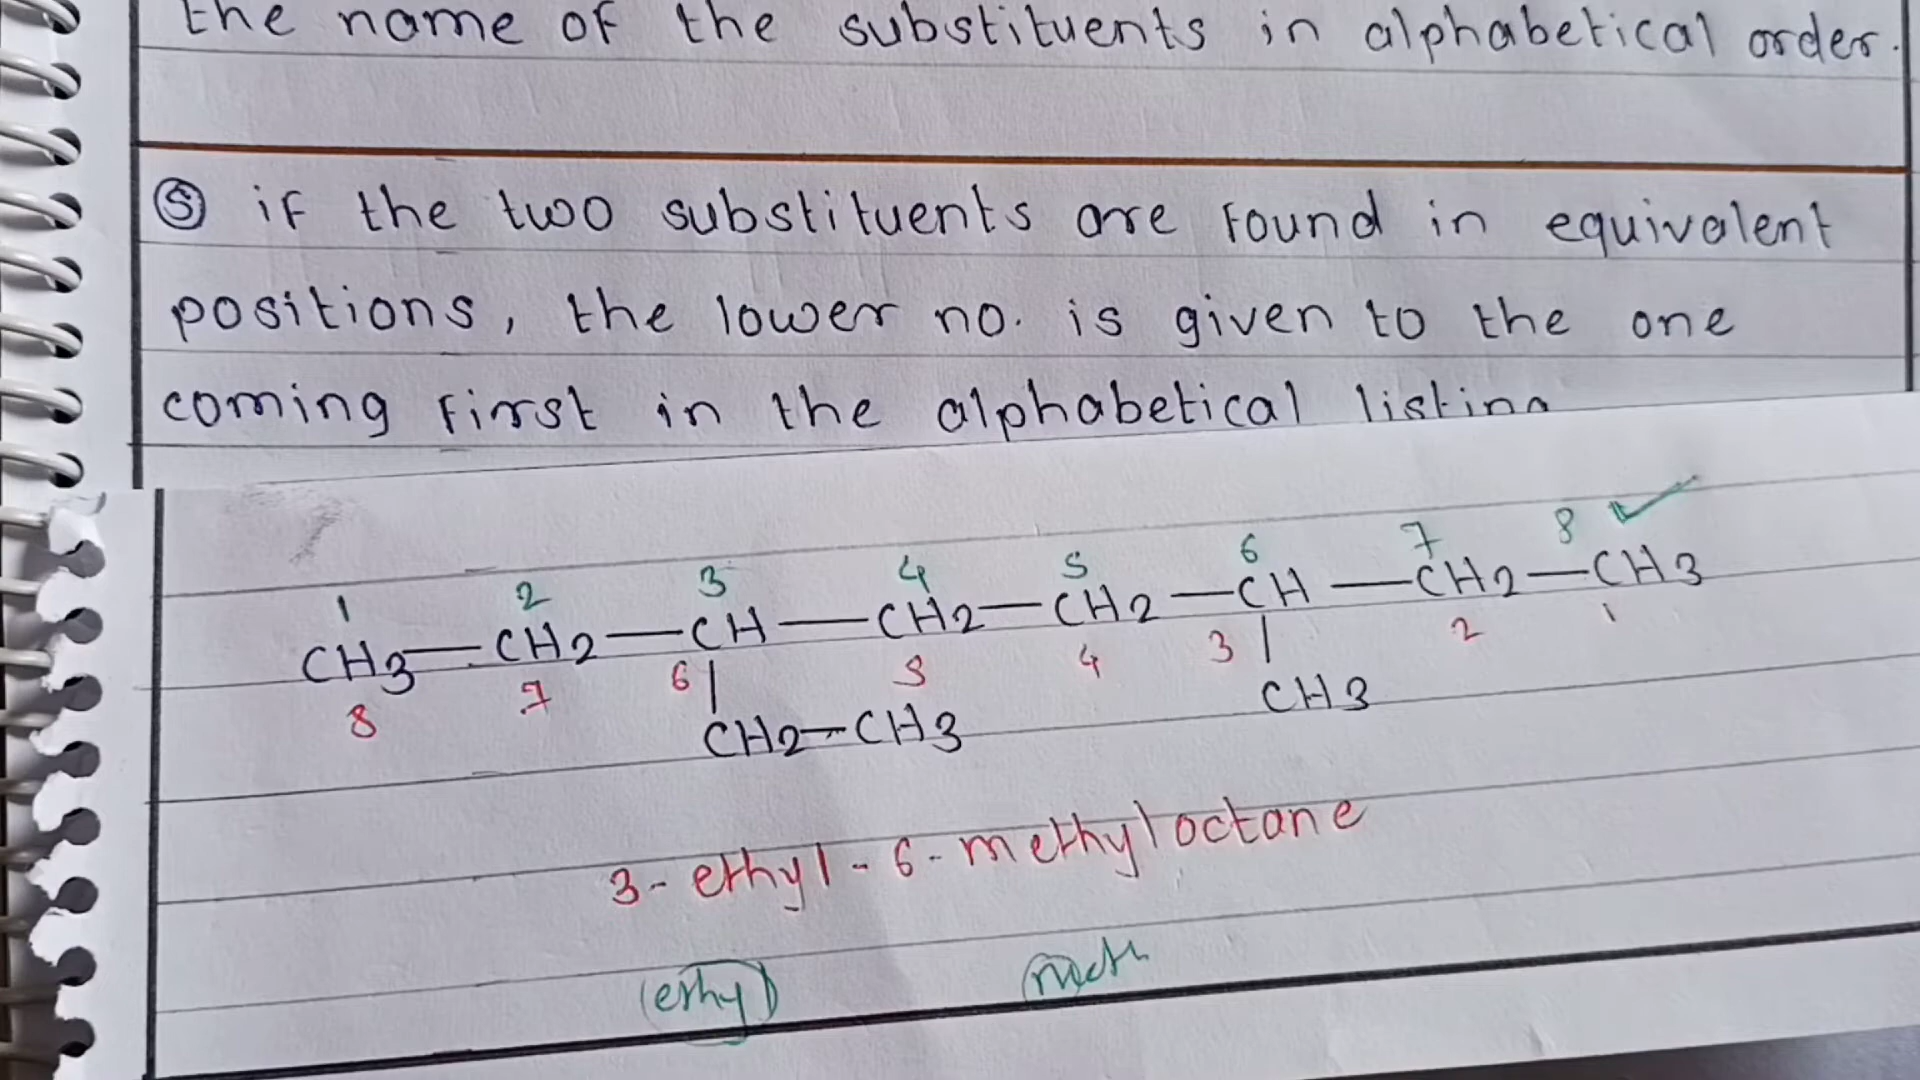 the name of the substituents in alphabetical order.
⑤ if the two substituents are found in equivalent
positions, the lower no. is given to the one
coming first in the alphabetical listing
1 2 3 4 5 6 7 8 ✓
CH3—CH2—CH—CH2—CH2—CH—CH2—CH3
8 7 6 5 4 3 2 1
CH2—CH3 CH3
3-ethyl-6-methyloctane
(ethyl) meth